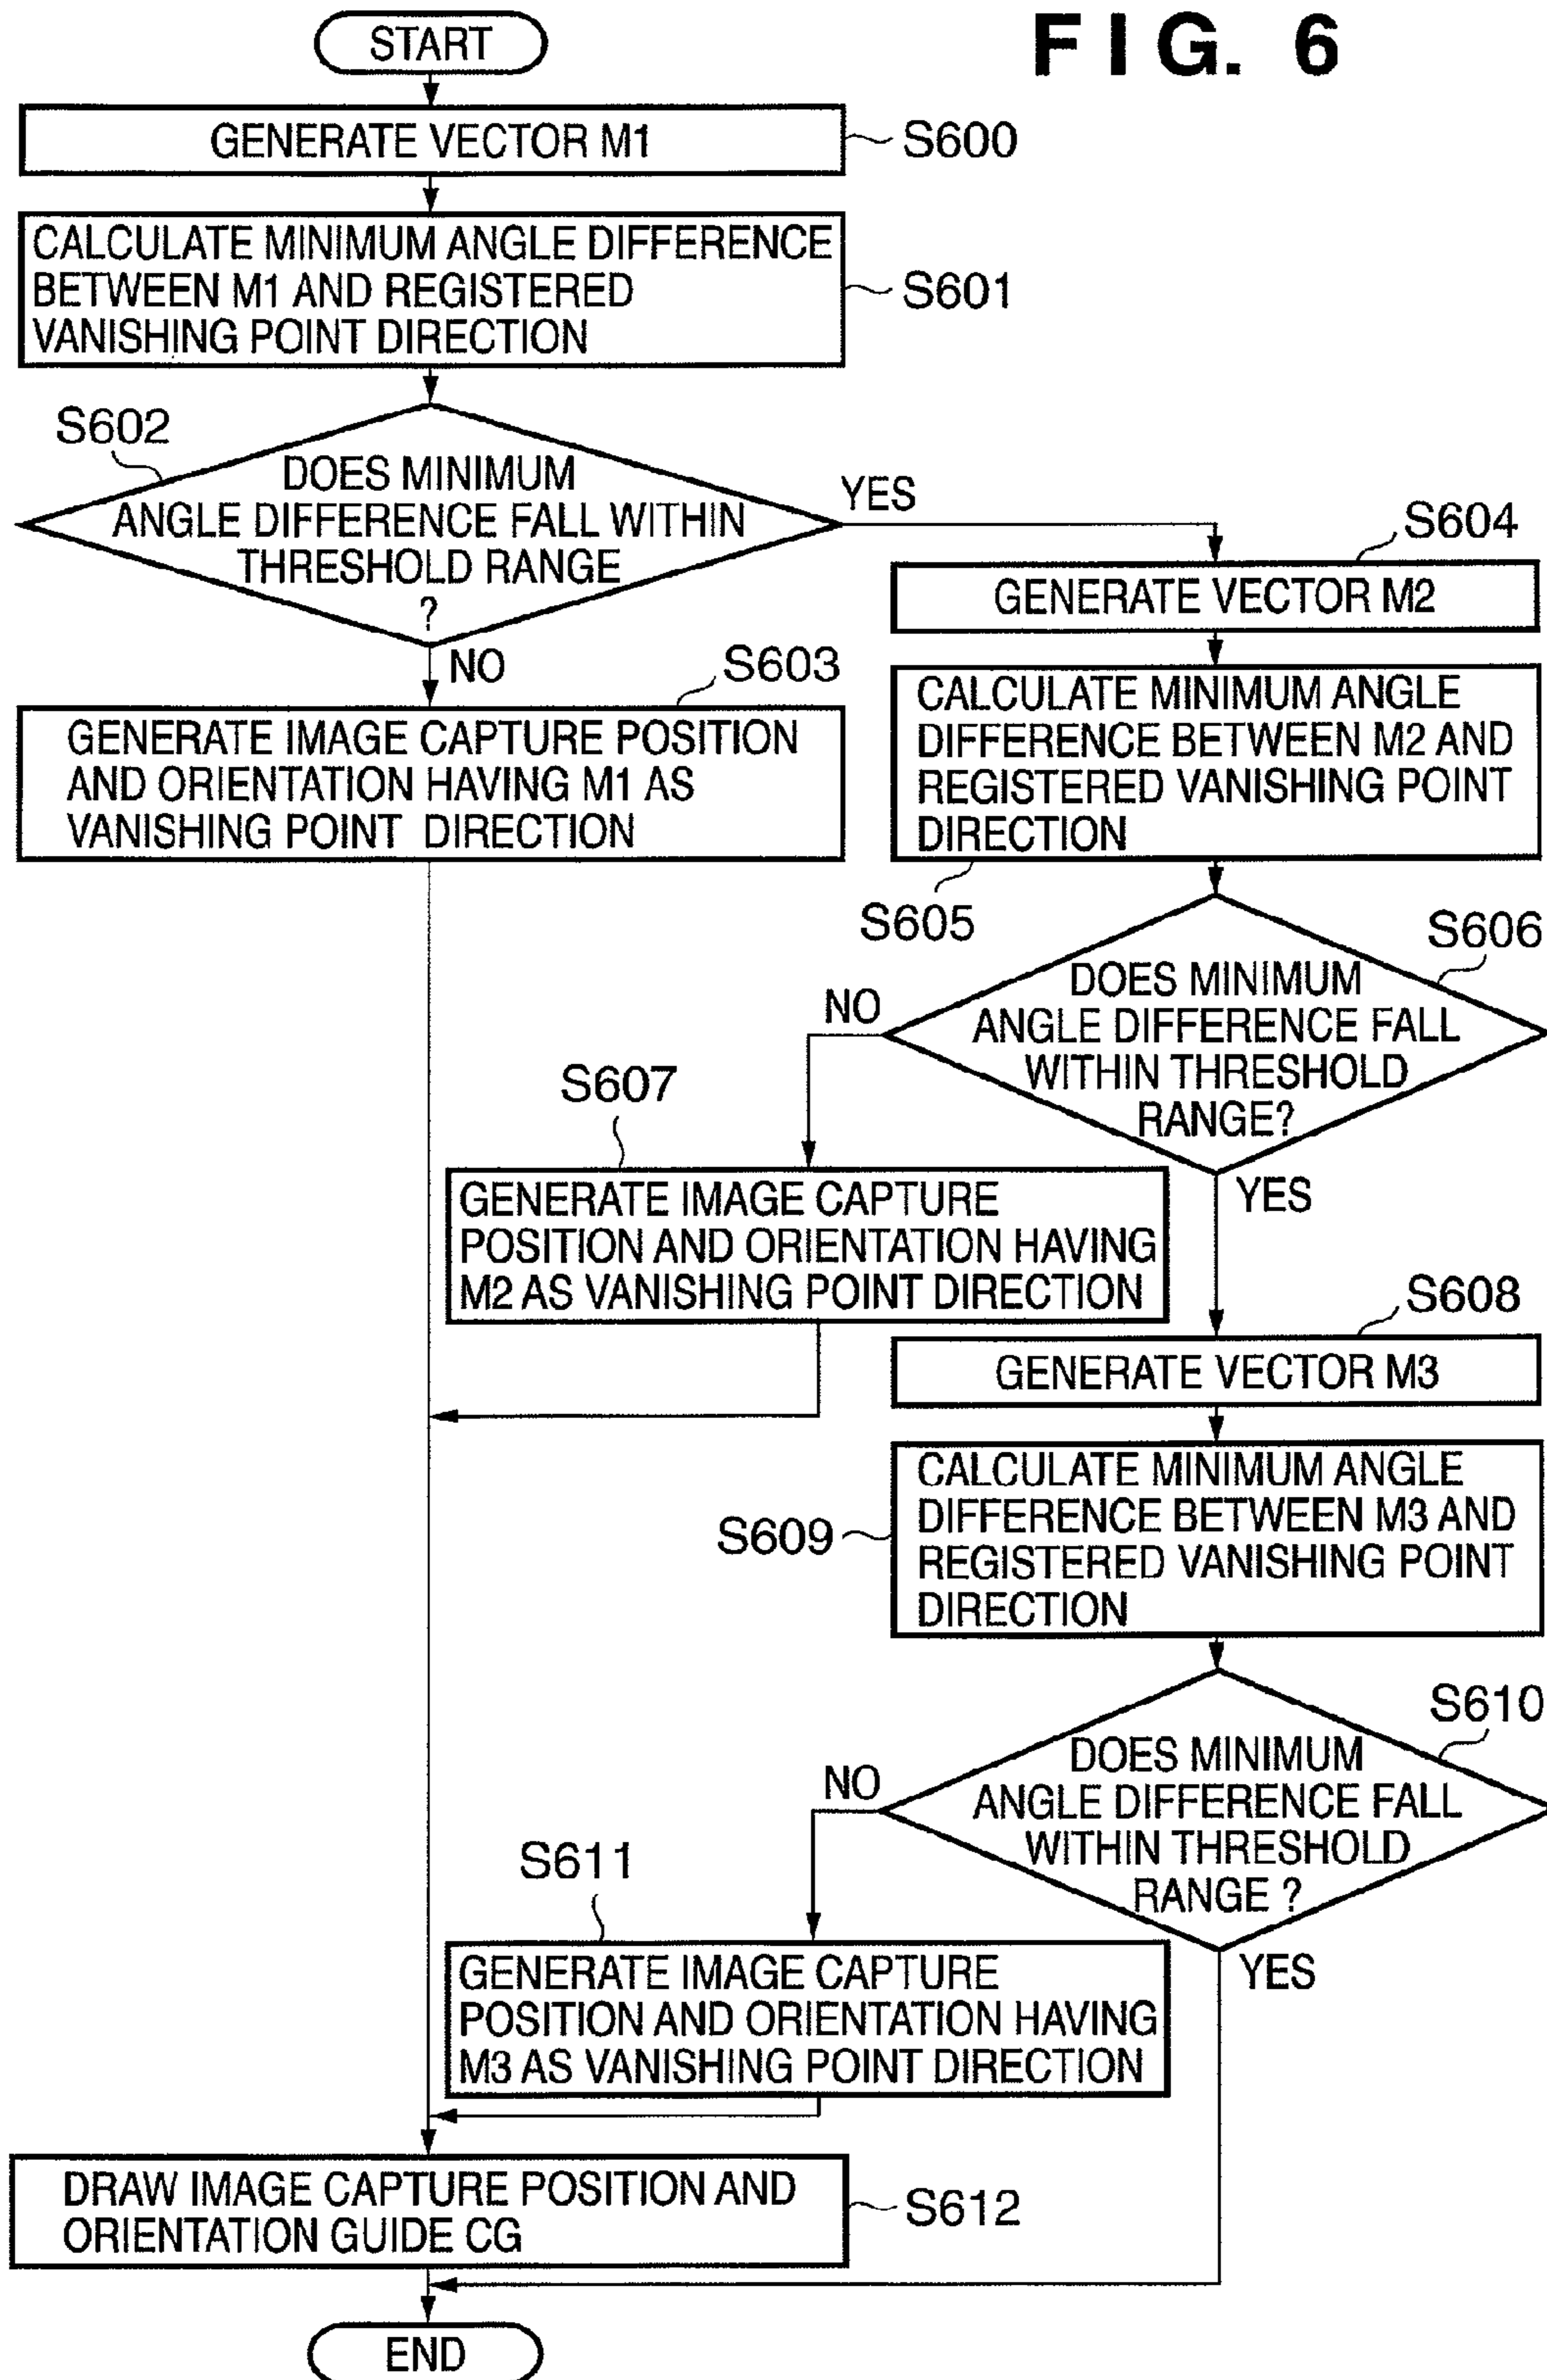 FIG. 6
START
GENERATE VECTOR M1
S600
CALCULATE MINIMUM ANGLE DIFFERENCE
BETWEEN M1 AND REGISTERED
VANISHING POINT DIRECTION
S601
S602
DOES MINIMUM
ANGLE DIFFERENCE FALL WITHIN
THRESHOLD RANGE
?
YES
NO
S603
GENERATE IMAGE CAPTURE POSITION
AND ORIENTATION HAVING M1 AS
VANISHING POINT DIRECTION
S604
GENERATE VECTOR M2
CALCULATE MINIMUM ANGLE
DIFFERENCE BETWEEN M2 AND
REGISTERED VANISHING POINT
DIRECTION
S605
S606
DOES MINIMUM
ANGLE DIFFERENCE FALL
WITHIN THRESHOLD
RANGE?
NO
YES
S607
GENERATE IMAGE CAPTURE
POSITION AND ORIENTATION HAVING
M2 AS VANISHING POINT DIRECTION
S608
GENERATE VECTOR M3
CALCULATE MINIMUM ANGLE
DIFFERENCE BETWEEN M3 AND
REGISTERED VANISHING POINT
DIRECTION
S609
S610
DOES MINIMUM
ANGLE DIFFERENCE FALL
WITHIN THRESHOLD
RANGE ?
NO
YES
S611
GENERATE IMAGE CAPTURE
POSITION AND ORIENTATION HAVING
M3 AS VANISHING POINT DIRECTION
DRAW IMAGE CAPTURE POSITION AND
ORIENTATION GUIDE CG
S612
END